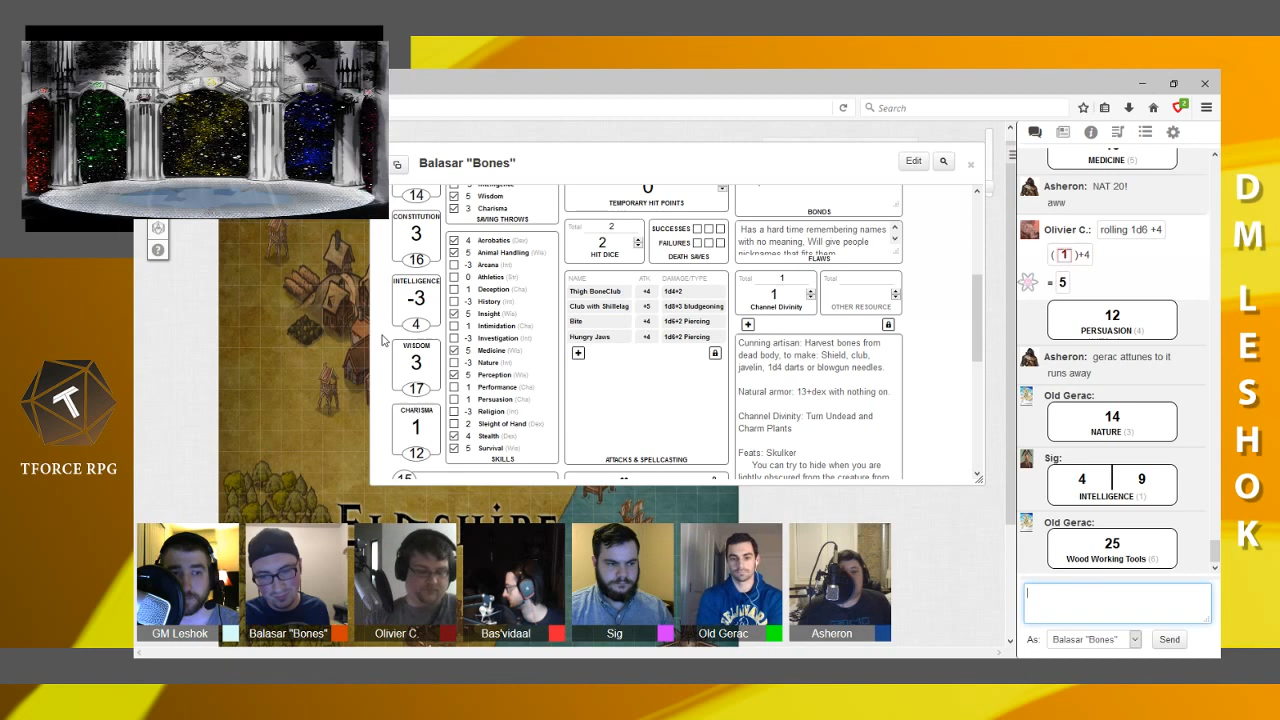 Search
2
Balasar "Bones"
Edit
14
CONSTITUTION
3
16
INTELLIGENCE
-3
4
WISDOM
3
17
CHARISMA
1
12
5 Wisdom
3 Charisma
SAVING THROWS
4 Acrobatics (Dex)
5 Animal Handling (Wis)
-3 Arcana (Int)
0 Athletics (Str)
1 Deception (Cha)
-3 History (Int)
5 Insight (Wis)
1 Intimidation (Cha)
-3 Investigation (Int)
5 Medicine (Wis)
-3 Nature (Int)
5 Perception (Wis)
1 Performance (Cha)
1 Persuasion (Cha)
-3 Religion (Int)
2 Sleight of Hand (Dex)
4 Stealth (Dex)
5 Survival (Wis)
SKILLS
0
TEMPORARY HIT POINTS
Total 2
2
HIT DICE
SUCCESSES
FAILURES
DEATH SAVES
NAME ATK DAMAGE/TYPE
Thigh BoneClub +4 1d4+2
Club with Shillelag +5 1d8+3 bludgeoning
Bite +4 1d6+2 Piercing
Hungry Jaws +4 1d6+2 Piercing
ATTACKS & SPELLCASTING
BONDS
Has a hard time remembering names
with no meaning, Will give people
nicknames that fits them
FLAWS
Total 1
1
Channel Divinity
Total
OTHER RESOURCE
Cunning artisan: Harvest bones from
dead body, to make: Shield, club,
javelin, 1d4 darts or blowgun needles.
Natural armor: 13+dex with nothing on.
Channel Divinity: Turn Undead and
Charm Plants
Feats: Skulker
You can try to hide when you are
lightly obscured from the creature from
MEDICINE (5)
Asheron: NAT 20!
aww
Olivier C.: rolling 1d6 +4
(1)+4
= 5
12
PERSUASION (4)
Asheron: gerac attunes to it
runs away
Old Gerac:
14
NATURE (3)
Sig:
4 9
INTELLIGENCE (1)
Old Gerac:
25
Wood Working Tools (6)
As: Balasar "Bones" Send
T
TFORCE RPG
ELDSHIRE
GM Leshok
Balasar "Bones"
Olivier C.
Bas'vidaal
Sig
Old Gerac
Asheron
DM LESHOK